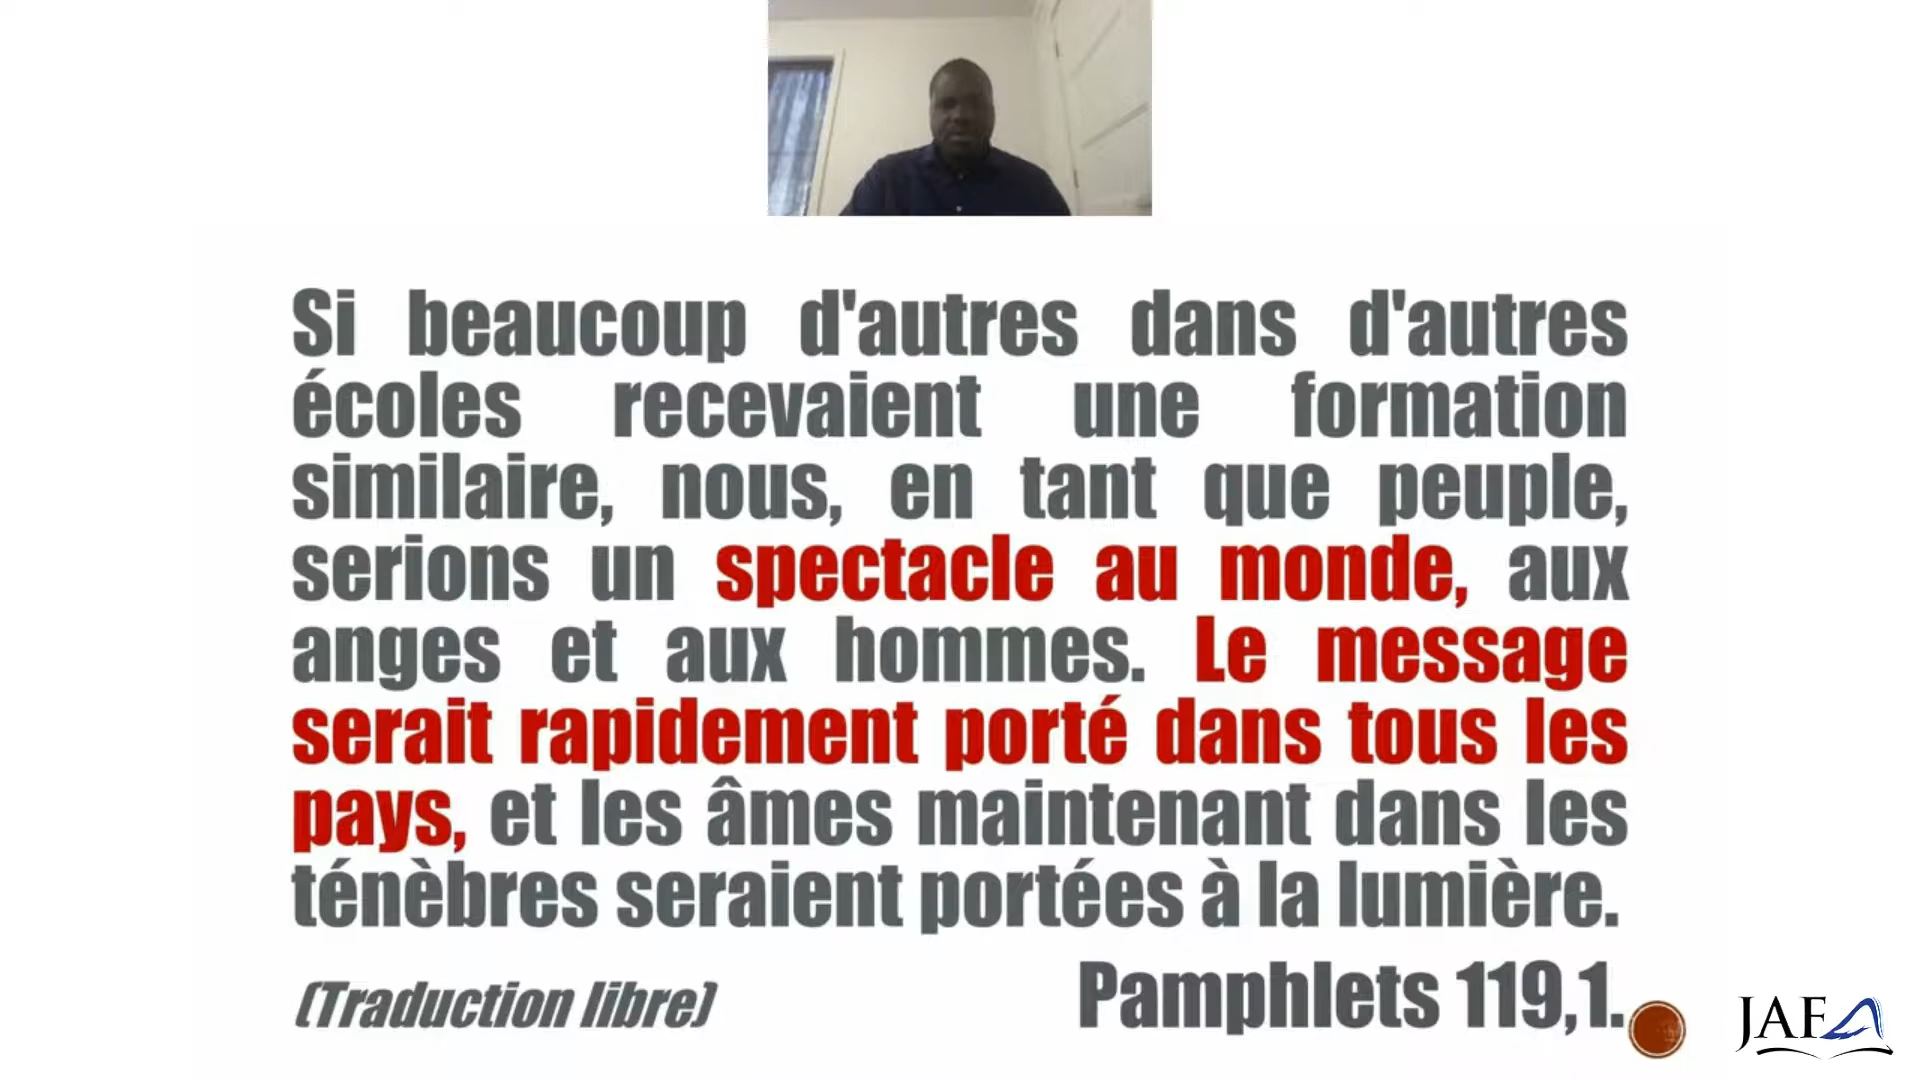 Si beaucoup d'autres dans d'autres
écoles recevaient une formation
similaire, nous, en tant que peuple,
serions un spectacle au monde, aux
anges et aux hommes. Le message
serait rapidement porté dans tous les
pays, et les âmes maintenant dans les
ténèbres seraient portées à la lumière.
(Traduction libre) Pamphlets 119,1.
JAFA